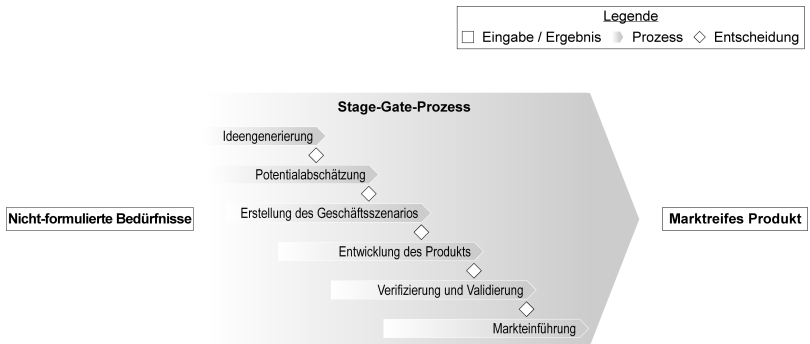 Legende
Eingabe / Ergebnis Prozess Entscheidung
Stage-Gate-Prozess
Ideengenerierung
Potentialabschätzung
Erstellung des Geschäftsszenarios
Nicht-formulierte Bedürfnisse
Marktreifes Produkt
Entwicklung des Produkts
Verifizierung und Validierung
Markteinführung